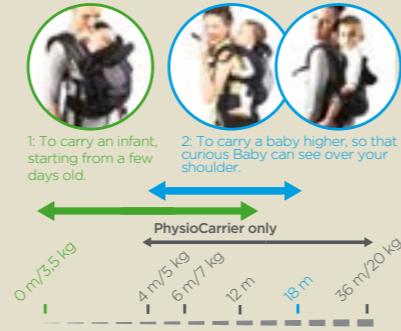 1: To carry an infant,
starting from a few
days old.
2: To carry a baby higher, so that
curious Baby can see over your
shoulder.
PhysioCarrier only
0 m/3,5 kg
4 m/5 kg
6 m/7 kg
12 m
18 m
36 m/20 kg